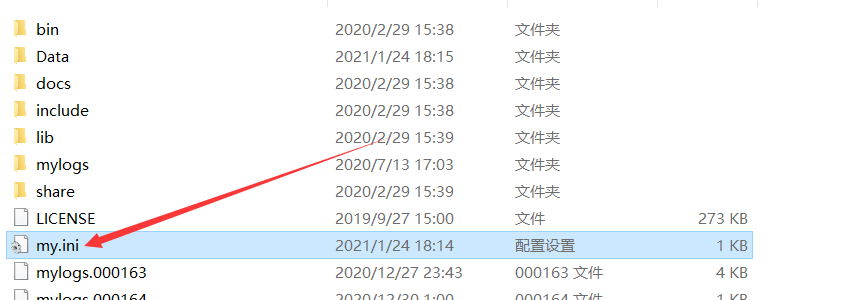 bin 2020/2/29 15:38 文件夹
Data 2021/1/24 18:15 文件夹
docs 2020/2/29 15:38 文件夹
include 2020/2/29 15:38 文件夹
lib 2020/2/29 15:39 文件夹
mylogs 2020/7/13 17:03 文件夹
share 2020/2/29 15:39 文件夹
LICENSE 2019/9/27 15:00 文件 273 KB
my.ini 2021/1/24 18:14 配置设置 1 KB
mylogs.000163 2020/12/27 23:43 000163 文件 4 KB
mylogs.000164 2020/12/30 1:00 000164 文件 1 KB